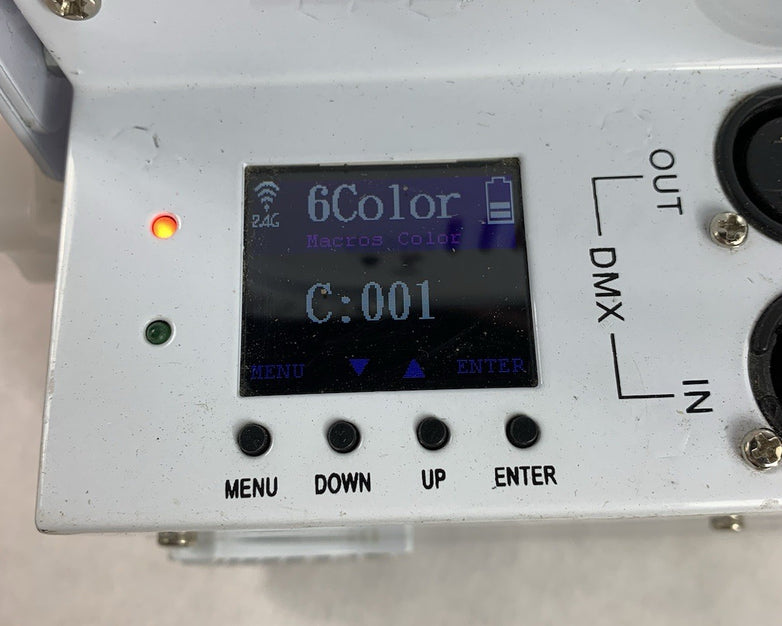 2.4G
6Color
Macros Color
C:001
MENU ▼ ▲ ENTER
MENU DOWN UP ENTER
OUT
DMX
IN